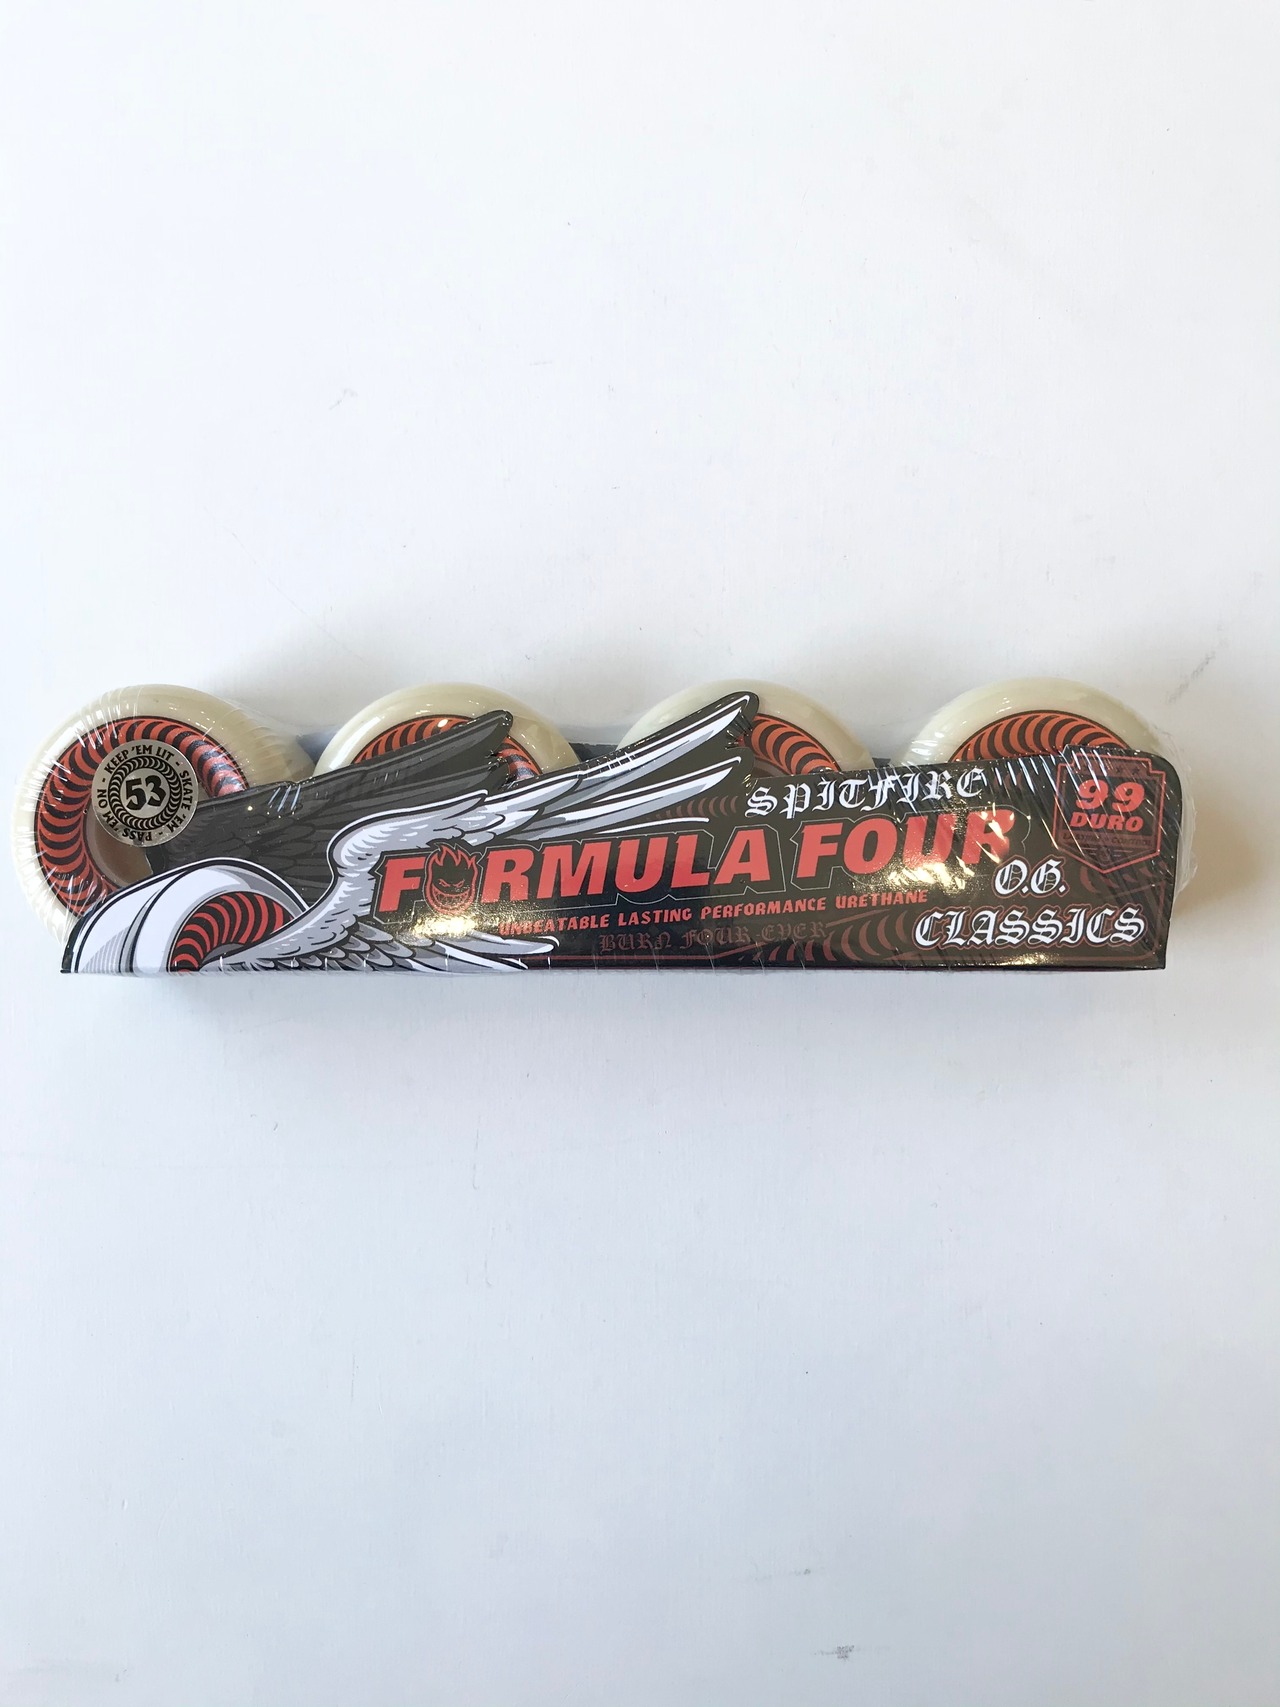 KEEP 'EM LIT - SKATE 'EM - PASS 'EM ON -
53
SPITFIRE
FORMULA FOUR
UNBEATABLE LASTING PERFORMANCE URETHANE
BURN FOUR-EVER
99
DURO
O.G.
CLASSICS